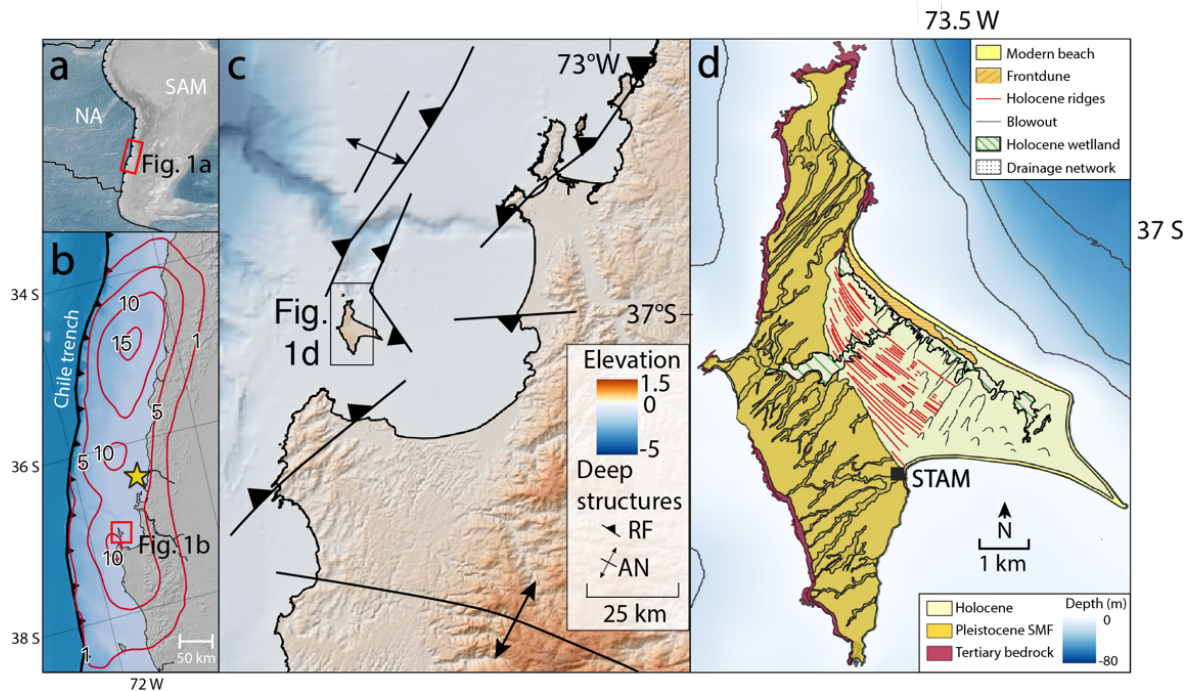 a
SAM
NA
Fig. 1a
b
34 S
36 S
38 S
Chile trench
10
15
1
5
5
10
10
1
Fig. 1b
50 km
72 W
c
73°W
37°S
Fig.
1d
Elevation
1.5
0
-5
Deep
structures
RF
AN
25 km
73.5 W
d
Modern beach
Frontdune
Holocene ridges
Blowout
Holocene wetlland
Drainage network
37 S
STAM
N
1 km
Holocene
Pleistocene SMF
Tertiary bedrock
Depth (m)
0
-80